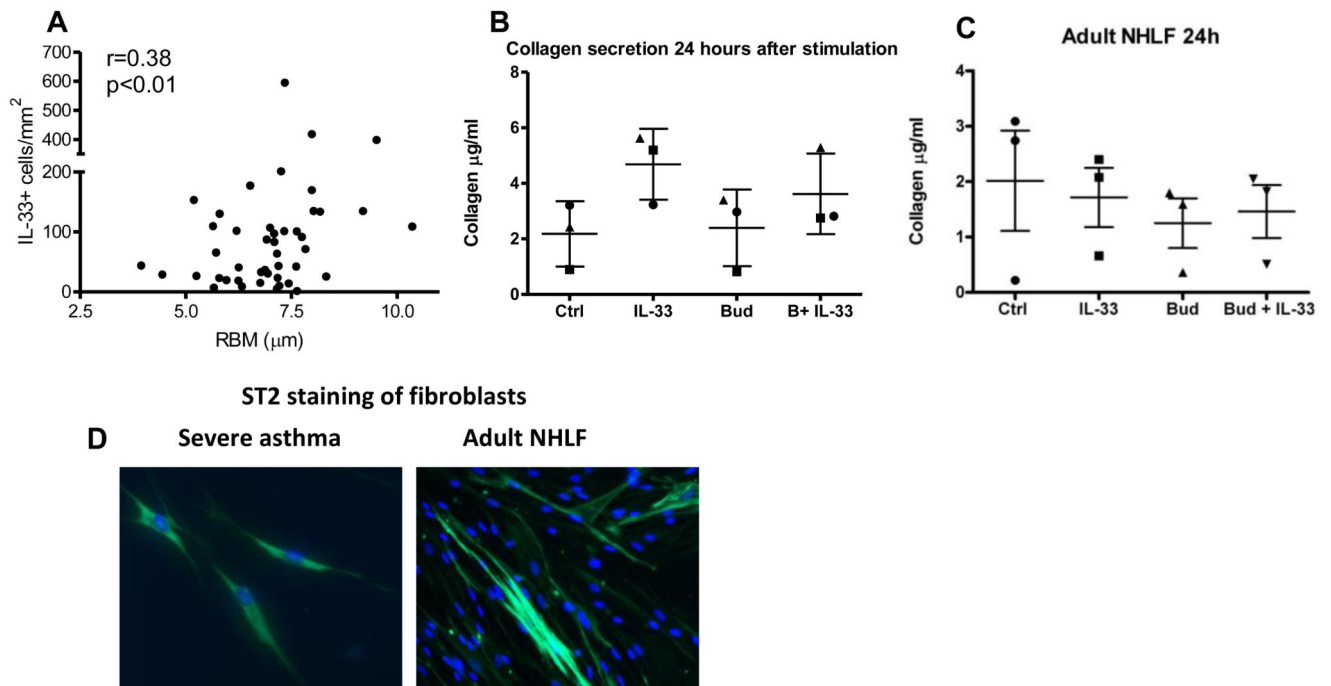 A
r=0.38
p<0.01
IL-33+ cells/mm²
700
600
500
400
300
200
100
0
2.5 5.0 7.5 10.0
RBM (μm)
B
Collagen secretion 24 hours after stimulation
Collagen μg/ml
8
6
4
2
0
Ctrl IL-33 Bud B+ IL-33
C
Adult NHLF 24h
Collagen μg/ml
4
3
2
1
0
Ctrl IL-33 Bud Bud + IL-33
ST2 staining of fibroblasts
D Severe asthma Adult NHLF